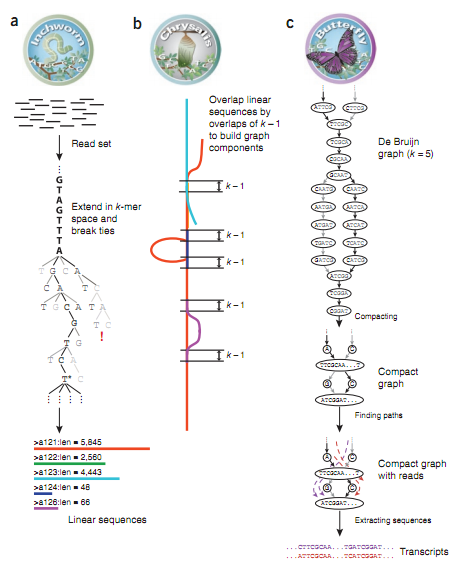 a
Inchworm
Read set
G
T
A
G
T
T
T
A
Extend in k-mer
space and
break ties
T G C A
!
>a121:len = 5,845
>a122:len = 2,560
>a123:len = 4,443
>a124:len = 48
>a126:len = 66
Linear sequences
b
Chrysalis
Overlap linear
sequences by
overlaps of k – 1
to build graph
components
k – 1
k – 1
k – 1
k – 1
k – 1
c
Butterfly
ATTCG CTTCG
TTCGC
TCGCA
CGCAA
GCAAT
CAATG CAATC
AATGA AATCA
ATGAT ATCAT
TGATC TCATC
GATCG CATCG
ATCGG
TCGGA
CGGAT
De Bruijn
graph (k = 5)
Compacting
A C
TTCGCAA...T
G C
ATCGGAT...
Compact
graph
Finding paths
A C
TTCGCAA...T
G C
ATCGGAT...
Compact graph
with reads
Extracting sequences
...CTTCGCAA...TGATCGGAT...
...ATTCGCAA...TCATCGGAT...
Transcripts